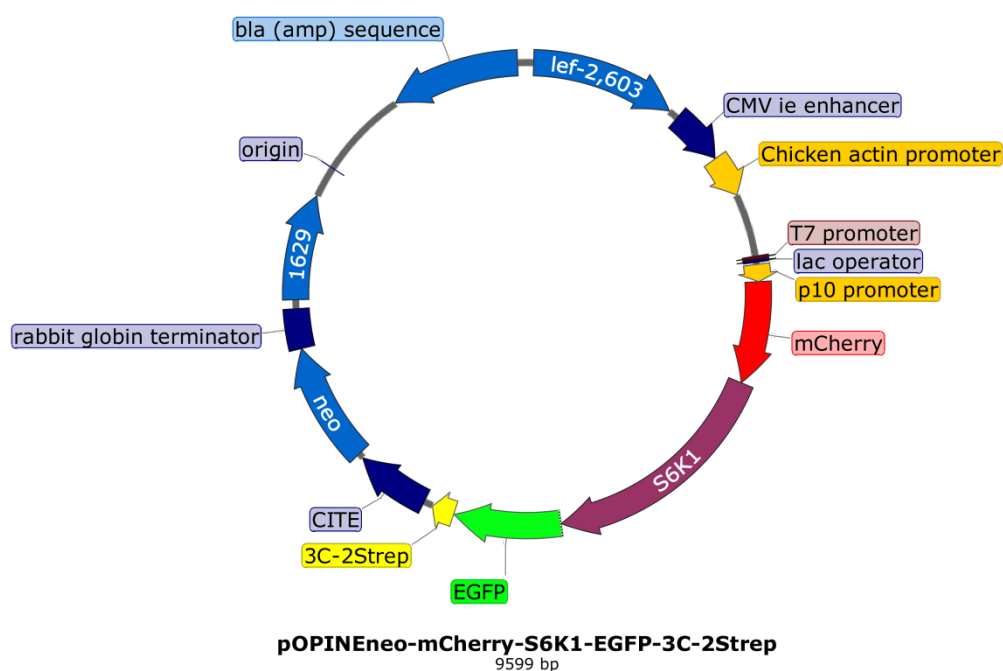 bla (amp) sequence
lef-2,603
CMV ie enhancer
origin
Chicken actin promoter
T7 promoter
lac operator
1629
p10 promoter
rabbit globin terminator
mCherry
neo
S6K1
CITE
3C-2Strep
EGFP
pOPINEneo-mCherry-S6K1-EGFP-3C-2Strep
9599 bp